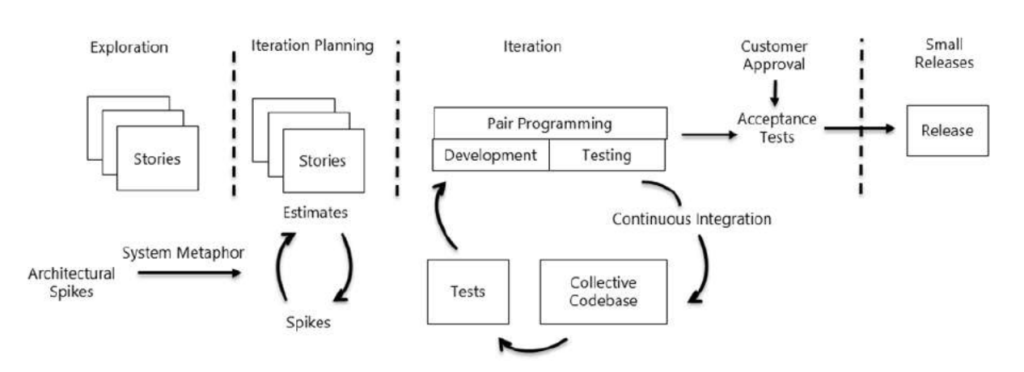 Exploration
Iteration Planning
Iteration
Customer
Approval
Small
Releases
Stories
Stories
Estimates
Pair Programming
Development
Testing
Acceptance
Tests
Release
Continuous Integration
System Metaphor
Architectural
Spikes
Spikes
Tests
Collective
Codebase